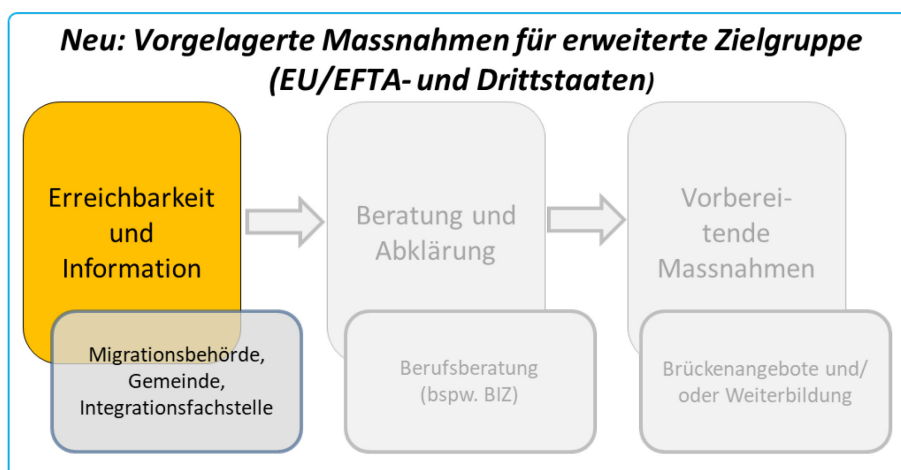 Neu: Vorgelagerte Massnahmen für erweiterte Zielgruppe
(EU/EFTA- und Drittstaaten)
Erreichbarkeit
und
Information
Migrationsbehörde,
Gemeinde,
Integrationsfachstelle
Beratung und
Abklärung
Berufsberatung
(bspw. BIZ)
Vorberei-
tende
Massnahmen
Brückenangebote und/
oder Weiterbildung